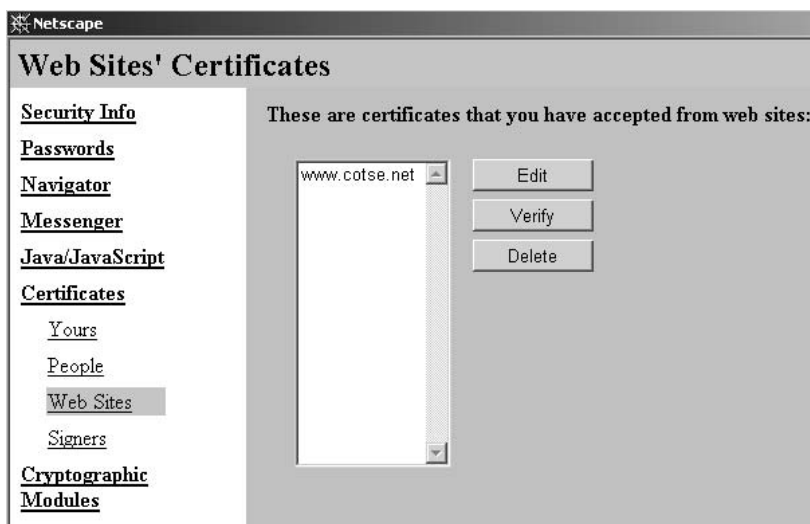 Netscape
Web Sites' Certificates
Security Info
Passwords
Navigator
Messenger
Java/JavaScript
Certificates
Yours
People
Web Sites
Signers
Cryptographic
Modules
These are certificates that you have accepted from web sites:
www.cotse.net
Edit
Verify
Delete